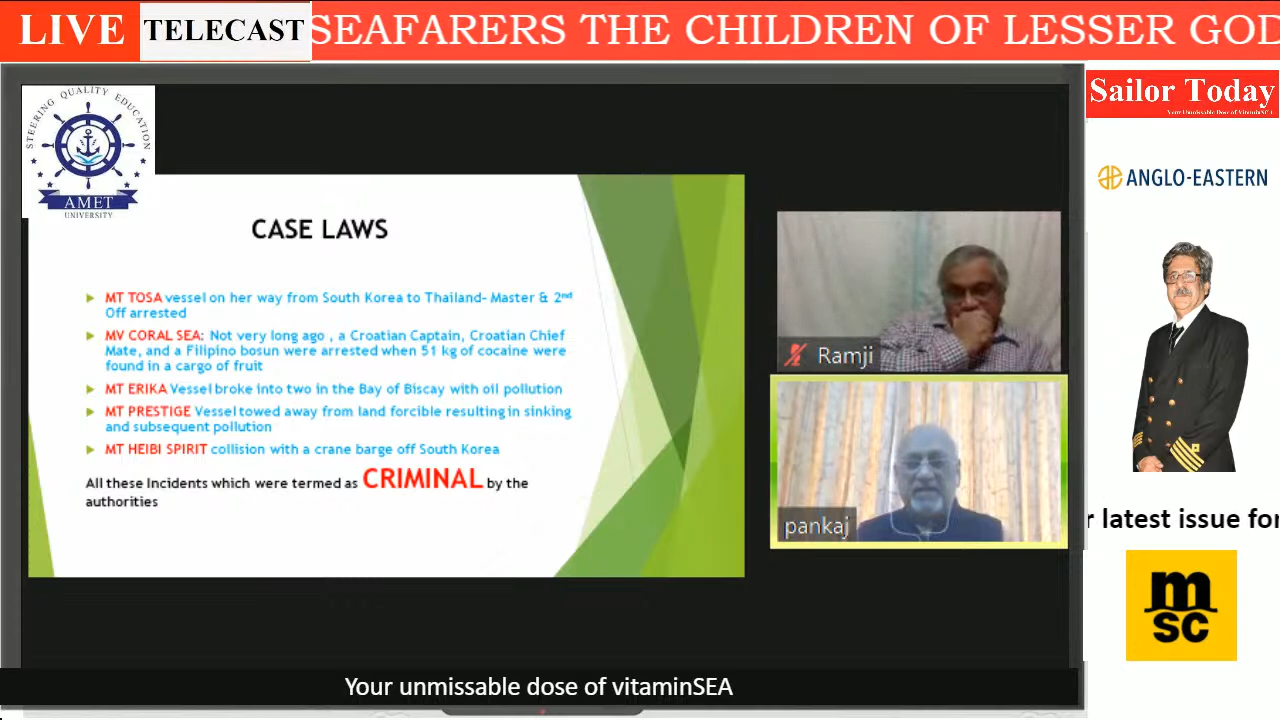 LIVE TELECAST SEAFARERS THE CHILDREN OF LESSER GOD
STEERING QUALITY EDUCATION
AMET
UNIVERSITY
CASE LAWS
MT TOSA vessel on her way from South Korea to Thailand- Master & 2nd
Off arrested
MV CORAL SEA: Not very long ago , a Croatian Captain, Croatian Chief
Mate, and a Filipino bosun were arrested when 51 kg of cocaine were
found in a cargo of fruit
MT ERIKA Vessel broke into two in the Bay of Biscay with oil pollution
MT PRESTIGE Vessel towed away from land forcible resulting in sinking
and subsequent pollution
MT HEIBI SPIRIT collision with a crane barge off South Korea
All these Incidents which were termed as CRIMINAL by the
authorities
Ramji
pankaj
Sailor Today
Your Unmissable Dose of VitaminSEA !
ANGLO-EASTERN
r latest issue for
msc
Your unmissable dose of vitaminSEA